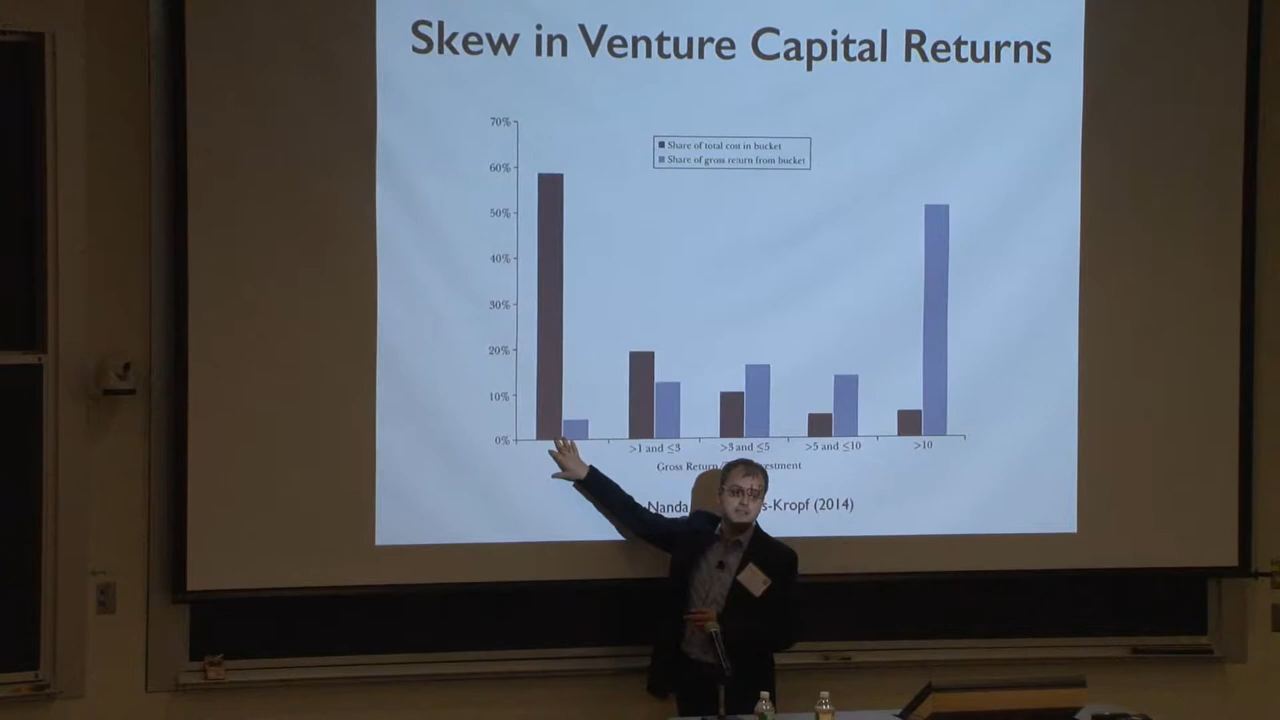 Skew in Venture Capital Returns
70%
60%
50%
40%
30%
20%
10%
0%
Share of total cost in bucket
Share of gross return from bucket
>1 and ≤3
>3 and ≤5
>5 and ≤10
>10
Gross Return
Nanda s-Kropf (2014)